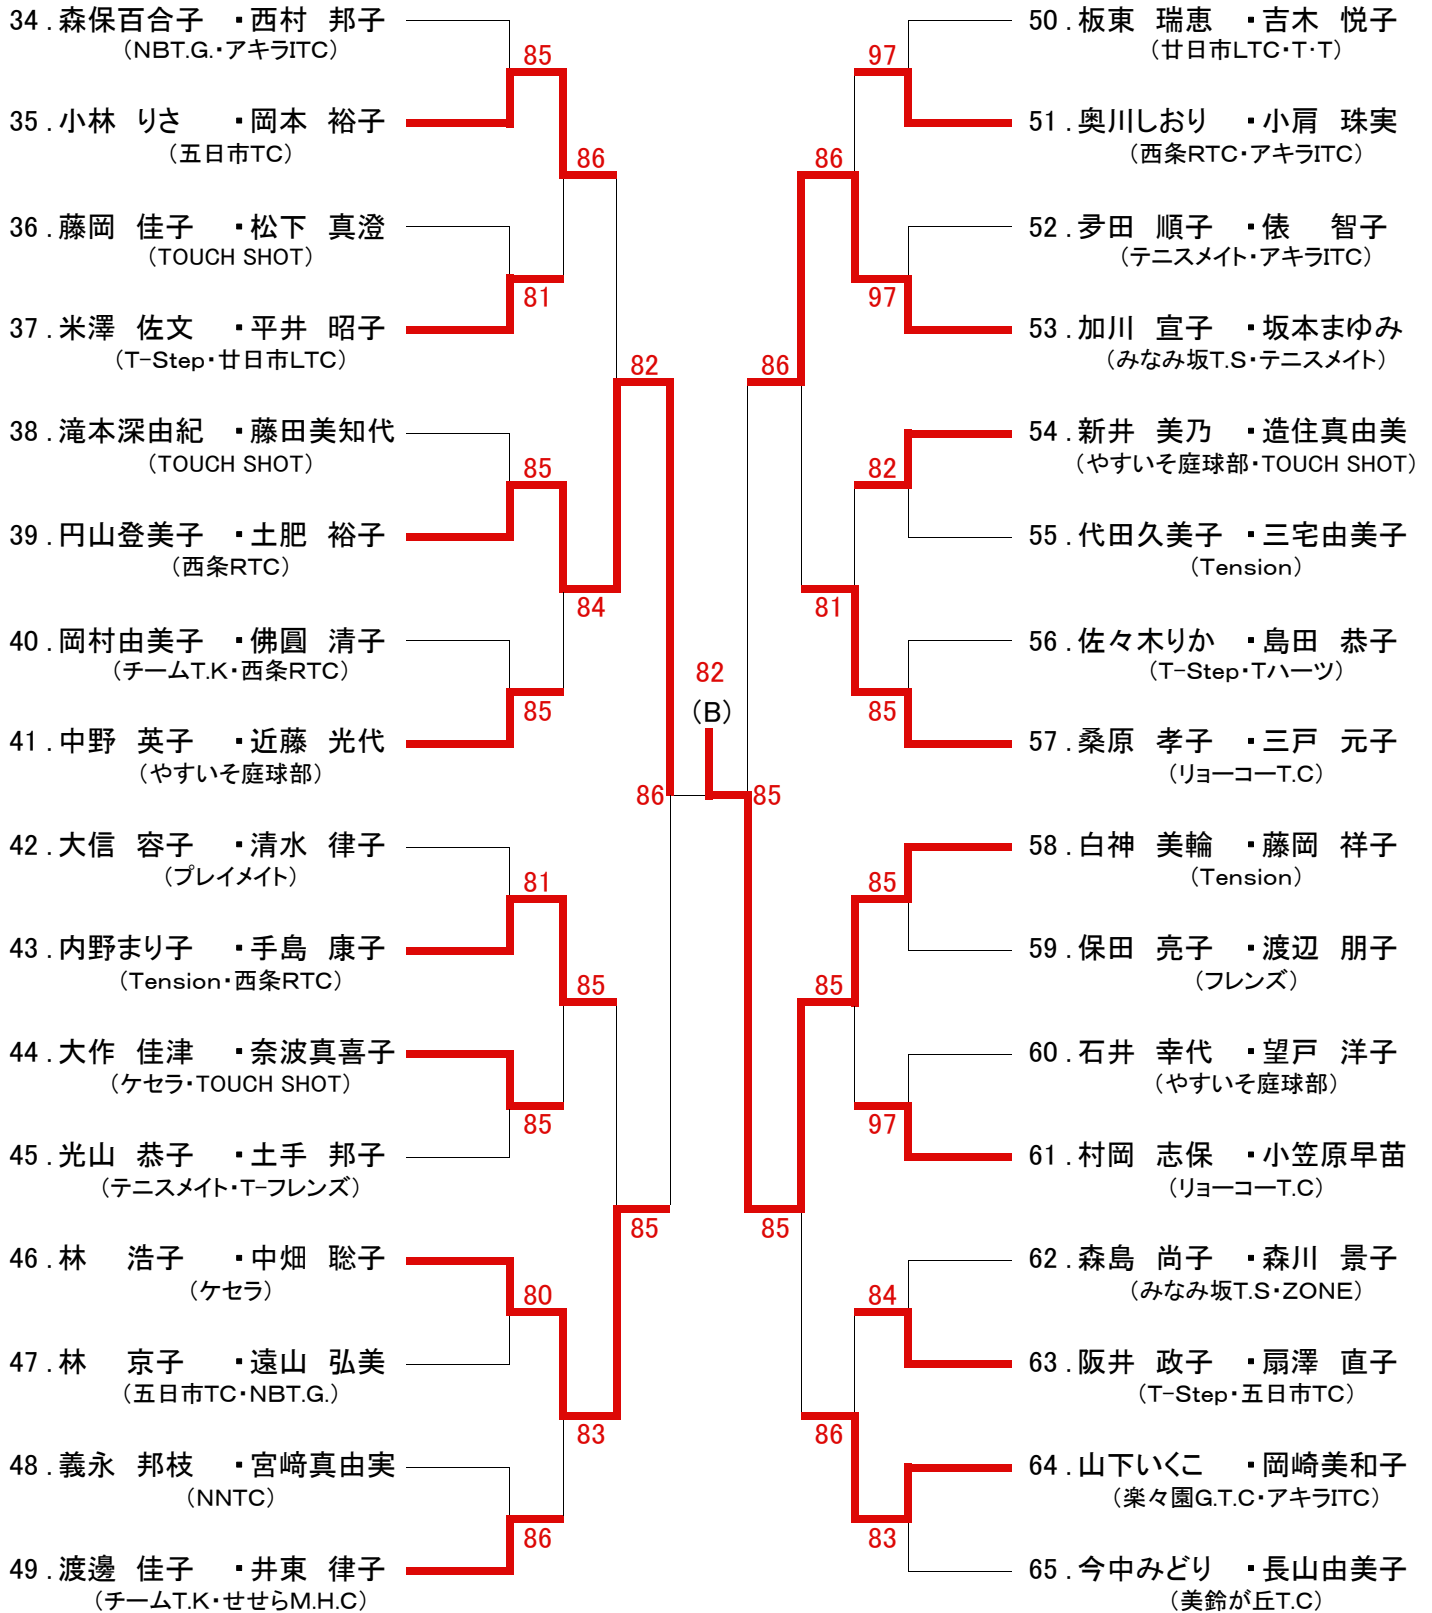 34.森保百合子・西村 邦子
(NBT.G.・アキラITC)
85
35.小林 りさ ・岡本 裕子
(五日市TC)
86
36.藤岡 佳子 ・松下 真澄
(TOUCH SHOT)
81
37.米澤 佐文 ・平井 昭子
(T-Step・廿日市LTC)
82
38.滝本深由紀 ・藤田美知代
(TOUCH SHOT)
85
39.円山登美子 ・土肥 裕子
(西条RTC)
84
40.岡村由美子 ・佛圓 清子
(チームT.K・西条RTC)
85
41.中野 英子 ・近藤 光代
(やすいそ庭球部)
86
42.大信 容子 ・清水 律子
(プレイメイト)
81
43.内野まり子 ・手島 康子
(Tension・西条RTC)
85
44.大作 佳津 ・奈波真喜子
(ケセラ・TOUCH SHOT)
85
45.光山 恭子 ・土手 邦子
(テニスメイト・T-フレンズ)
85
46.林 浩子 ・中畑 聡子
(ケセラ)
80
47.林 京子 ・遠山 弘美
(五日市TC・NBT.G.)
83
48.義永 邦枝 ・宮﨑真由実
(NNTC)
86
49.渡邊 佳子 ・井東 律子
(チームT.K・せせらM.H.C)
82
(B)
50.板東 瑞恵 ・吉木 悦子
(廿日市LTC・T・T)
97
51.奥川しおり ・小肩 珠実
(西条RTC・アキラITC)
86
52.夛田 順子 ・俵 智子
(テニスメイト・アキラITC)
97
53.加川 宣子 ・坂本まゆみ
(みなみ坂T.S・テニスメイト)
86
54.新井 美乃 ・造住真由美
(やすいそ庭球部・TOUCH SHOT)
82
55.代田久美子 ・三宅由美子
(Tension)
81
56.佐々木りか ・島田 恭子
(T-Step・Tハーツ)
85
57.桑原 孝子 ・三戸 元子
(リョーコーT.C)
85
58.白神 美輪 ・藤岡 祥子
(Tension)
85
59.保田 亮子 ・渡辺 朋子
(フレンズ)
85
60.石井 幸代 ・望戸 洋子
(やすいそ庭球部)
97
61.村岡 志保 ・小笠原早苗
(リョーコーT.C)
85
62.森島 尚子 ・森川 景子
(みなみ坂T.S・ZONE)
84
63.阪井 政子 ・扇澤 直子
(T-Step・五日市TC)
86
64.山下いくこ ・岡崎美和子
(楽々園G.T.C・アキラITC)
83
65.今中みどり ・長山由美子
(美鈴が丘T.C)